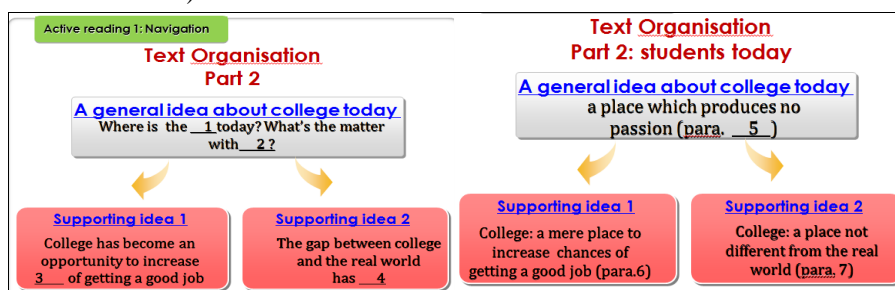 )
Active reading 1: Navigation
Text Organisation
Part 2
A general idea about college today
Where is the __1 today? What's the matter
with__2 ?
Supporting idea 1
College has become an
opportunity to increase
3___ of getting a good job
Supporting idea 2
The gap between college
and the real world
has __4
Text Organisation
Part 2: students today
A general idea about college today
a place which produces no
passion (para. __5_)
Supporting idea 1
College: a mere place to
increase chances of
getting a good job (para.6)
Supporting idea 2
College: a place not
different from the real
world (para. 7)